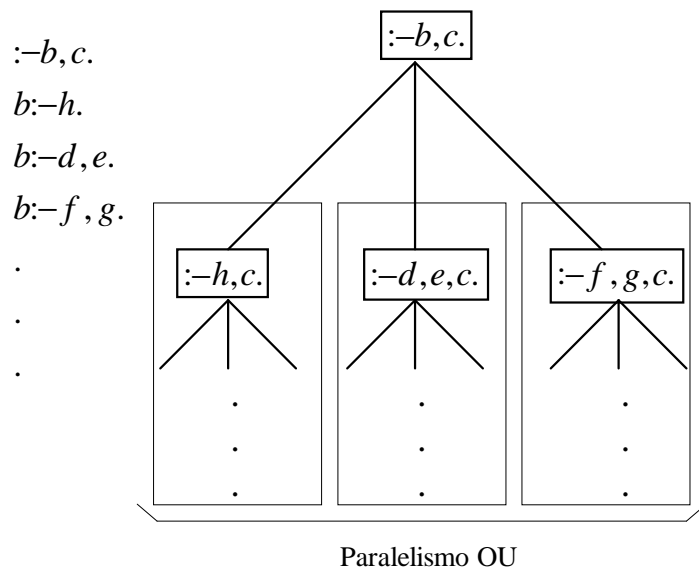 :–b,c.
:–b,c.
b:–h.
b:–d,e.
b:–f,g.
.
.
.
:–h,c.
:–d,e,c.
:–f,g,c.
. . .
. . .
. . .
Paralelismo OU